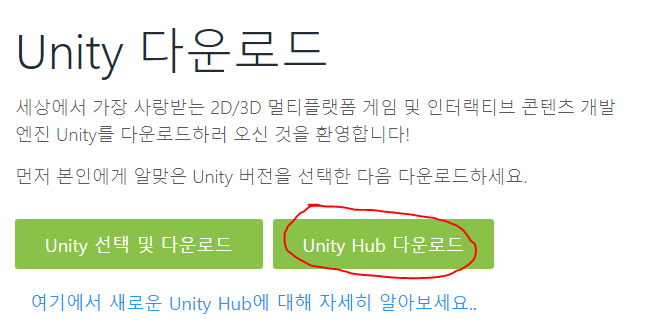 Unity 다운로드
세상에서 가장 사랑받는 2D/3D 멀티플랫폼 게임 및 인터랙티브 콘텐츠 개발
엔진 Unity를 다운로드하러 오신 것을 환영합니다!
먼저 본인에게 알맞은 Unity 버전을 선택한 다음 다운로드하세요.
Unity 선택 및 다운로드
Unity Hub 다운로드
여기에서 새로운 Unity Hub에 대해 자세히 알아보세요..